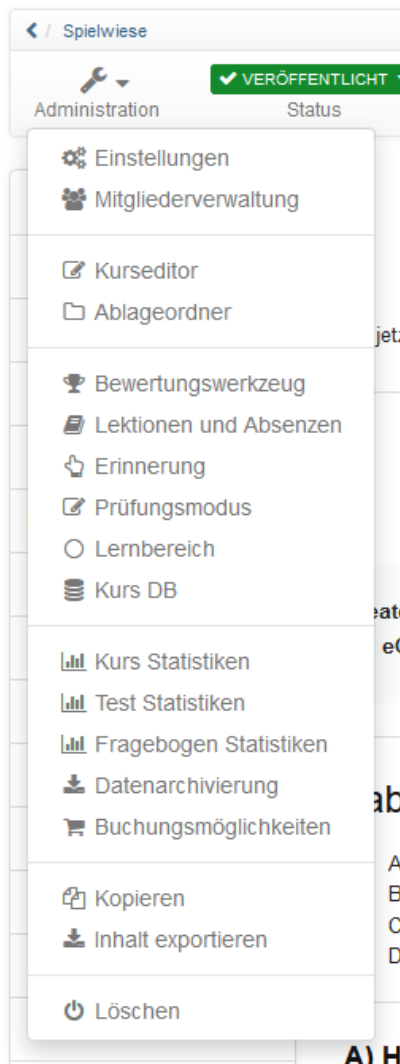 / Spielwiese
VERÖFFENTLICHT
Administration
Status
Einstellungen
Mitgliederverwaltung
Kurseditor
Ablageordner
Bewertungswerkzeug
Lektionen und Absenzen
Erinnerung
Prüfungsmodus
Lernbereich
Kurs DB
Kurs Statistiken
Test Statistiken
Fragebogen Statistiken
Datenarchivierung
Buchungsmöglichkeiten
A
B
C
D
Kopieren
Inhalt exportieren
Löschen
A) H